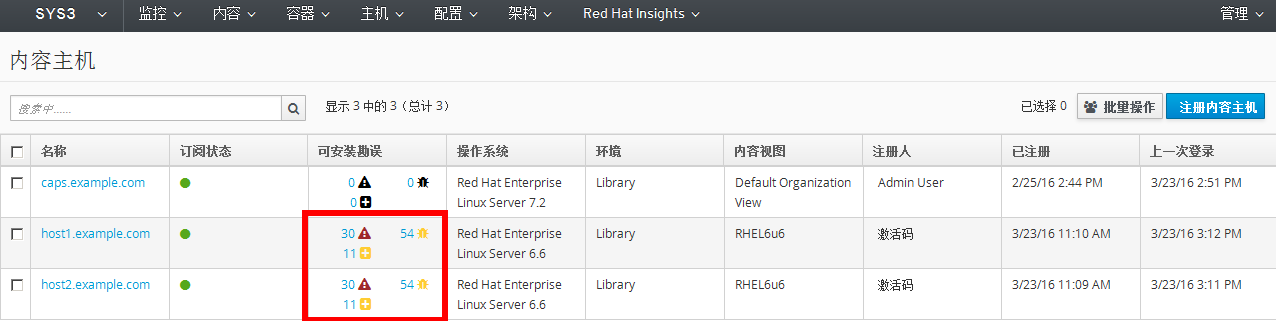 SYS3 监控 内容 容器 主机 配置 架构 Red Hat Insights 管理
内容主机
搜索中...... 显示 3 中的 3（总计 3） 已选择 0 批量操作 注册内容主机
名称 订阅状态 可安装勘误 操作系统 环境 内容视图 注册人 已注册 上一次登录
caps.example.com 0 0 Red Hat Enterprise Library Default Organization Admin User 2/25/16 2:44 PM 3/23/16 2:51 PM
0 Linux Server 7.2 View
host1.example.com 30 54 Red Hat Enterprise Library RHEL6u6 激活码 3/23/16 11:10 AM 3/23/16 3:12 PM
11 Linux Server 6.6
host2.example.com 30 54 Red Hat Enterprise Library RHEL6u6 激活码 3/23/16 11:09 AM 3/23/16 3:11 PM
11 Linux Server 6.6